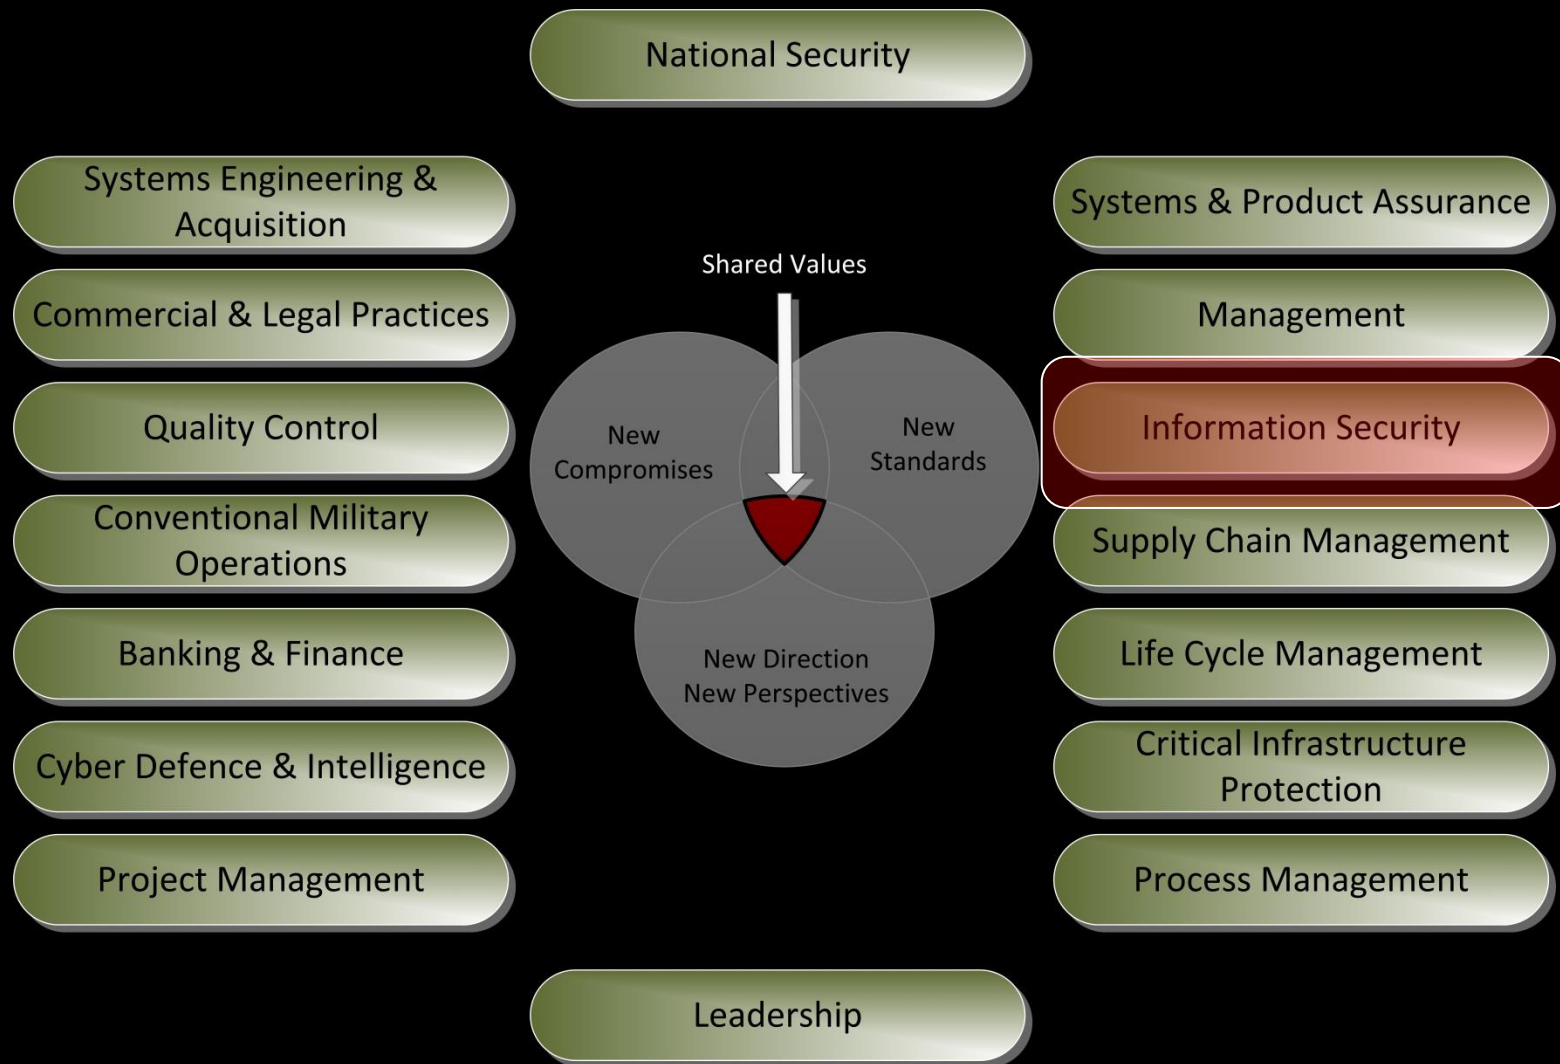 National Security
Systems Engineering &
Acquisition
Commercial & Legal Practices
Quality Control
Conventional Military
Operations
Banking & Finance
Cyber Defence & Intelligence
Project Management
Shared Values
New
Compromises
New
Standards
New Direction
New Perspectives
Systems & Product Assurance
Management
Information Security
Supply Chain Management
Life Cycle Management
Critical Infrastructure
Protection
Process Management
Leadership